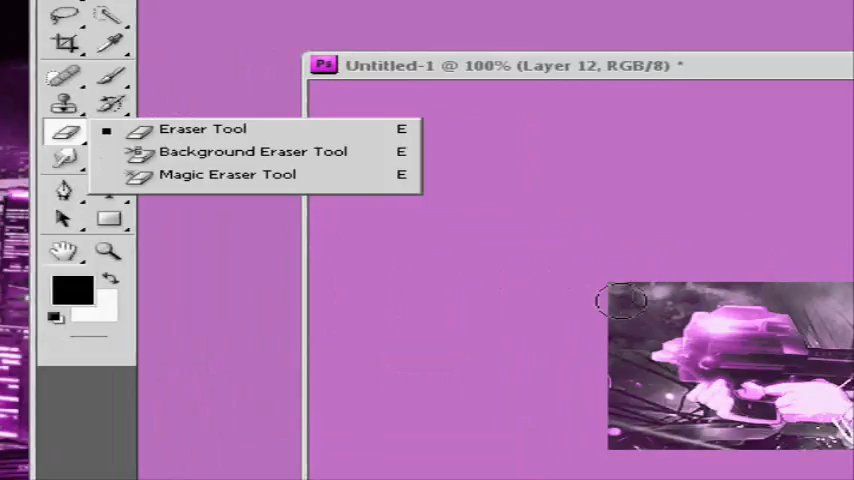 Ps Untitled-1 @ 100% (Layer 12, RGB/8) *
Eraser Tool E
Background Eraser Tool E
Magic Eraser Tool E